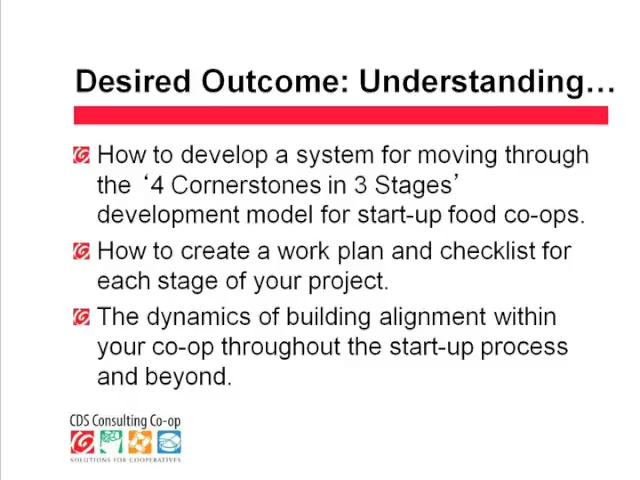 Desired Outcome: Understanding…
How to develop a system for moving through
the ‘4 Cornerstones in 3 Stages’
development model for start-up food co-ops.
How to create a work plan and checklist for
each stage of your project.
The dynamics of building alignment within
your co-op throughout the start-up process
and beyond.
CDS Consulting Co-op
SOLUTIONS FOR COOPERATIVES